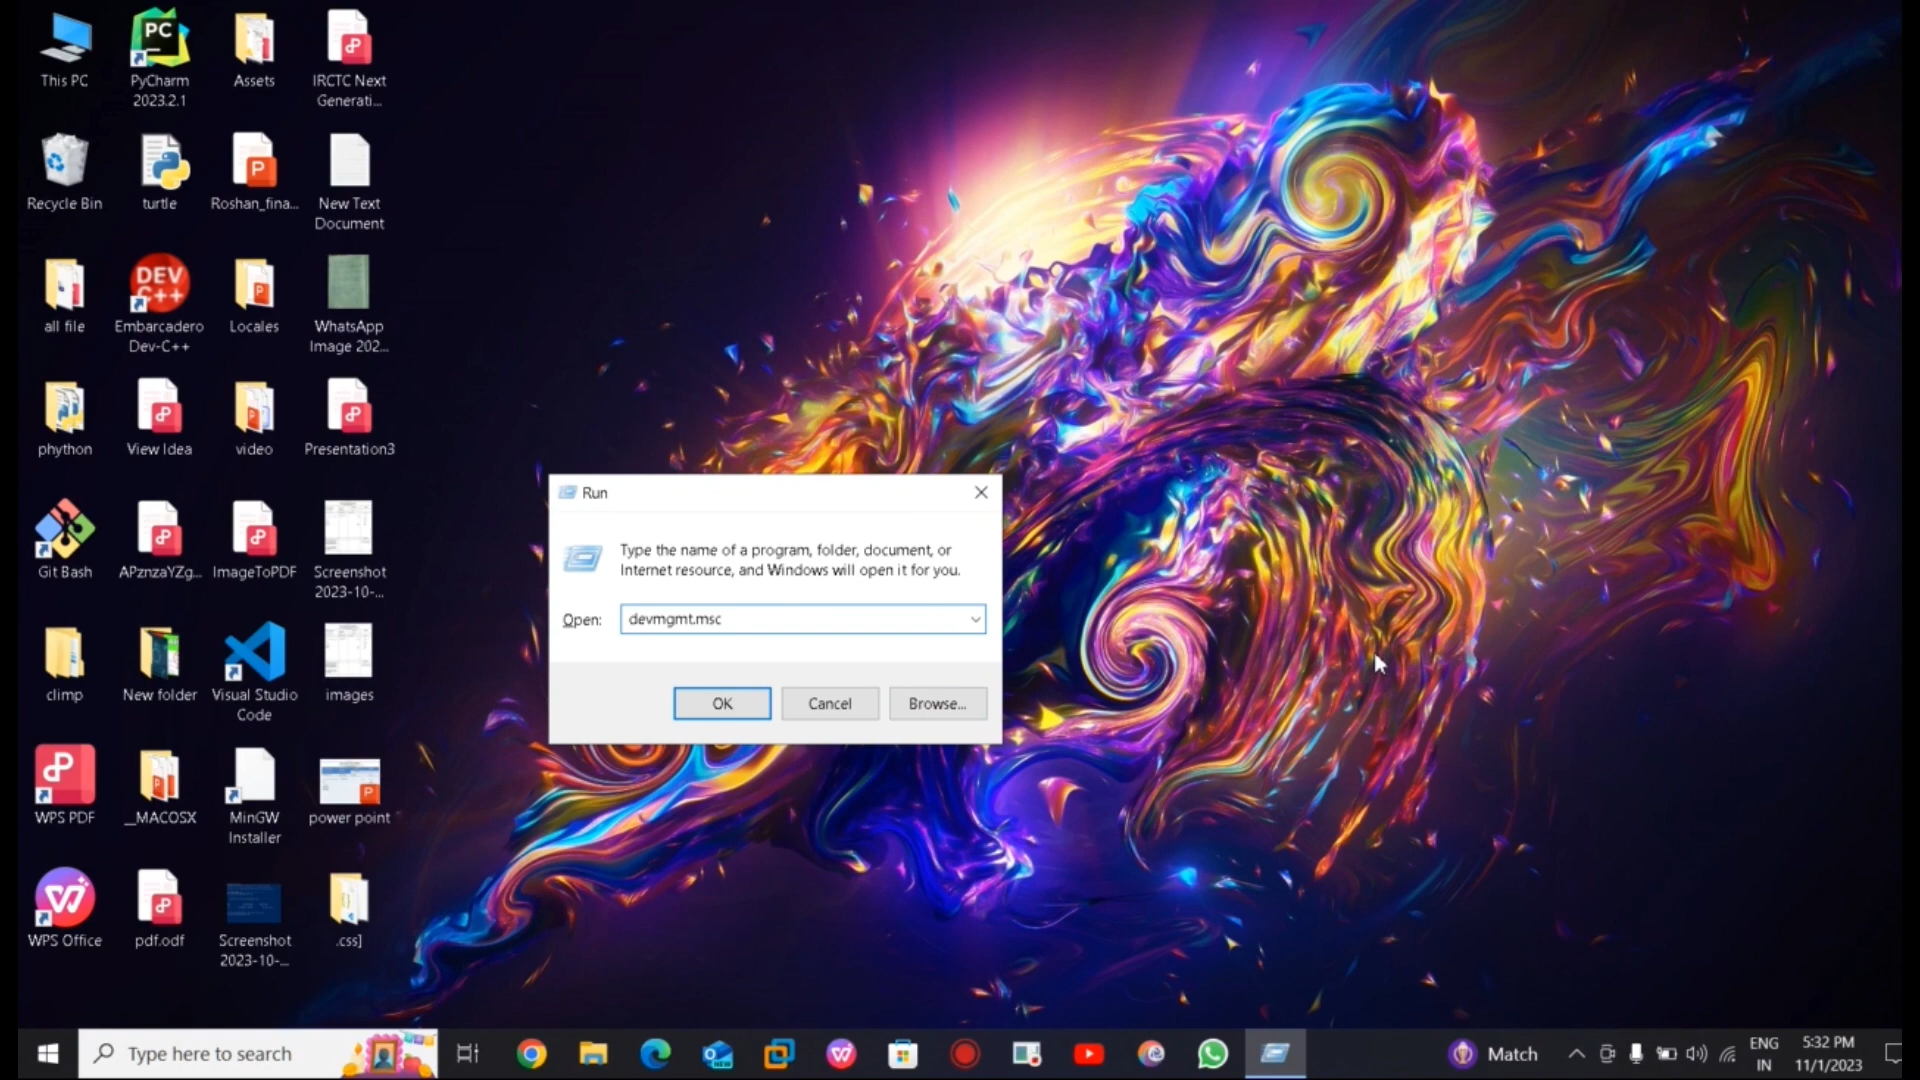 This PC
PyCharm
2023.2.1
Assets
IRCTC Next
Generati...
Recycle Bin
turtle
Roshan_fina...
New Text
Document
all file
Embarcadero
Dev-C++
Locales
WhatsApp
Image 202...
phython
View Idea
video
Presentation3
Git Bash
APznzaYZg...
ImageToPDF
Screenshot
2023-10-...
climp
New folder
Visual Studio
Code
images
WPS PDF
__MACOSX
MinGW
Installer
power point
WPS Office
pdf.odf
Screenshot
2023-10-...
.css]
PC
DEV
C++
Run
Type the name of a program, folder, document, or
Internet resource, and Windows will open it for you.
Open:
devmgmt.msc
OK
Cancel
Browse...
Type here to search
NEW
Match
ENG
IN
5:32 PM
11/1/2023